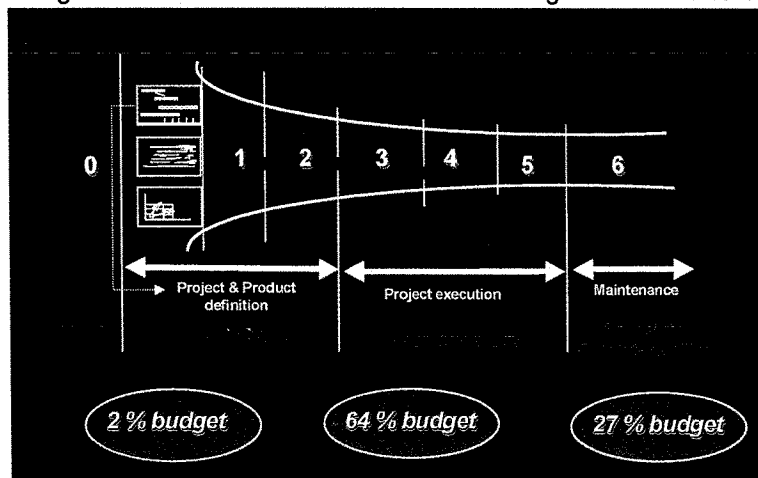 0
1
2
3
4
5
6
Project & Product
definition
Project execution
Maintenance
2 % budget
64 % budget
27 % budget